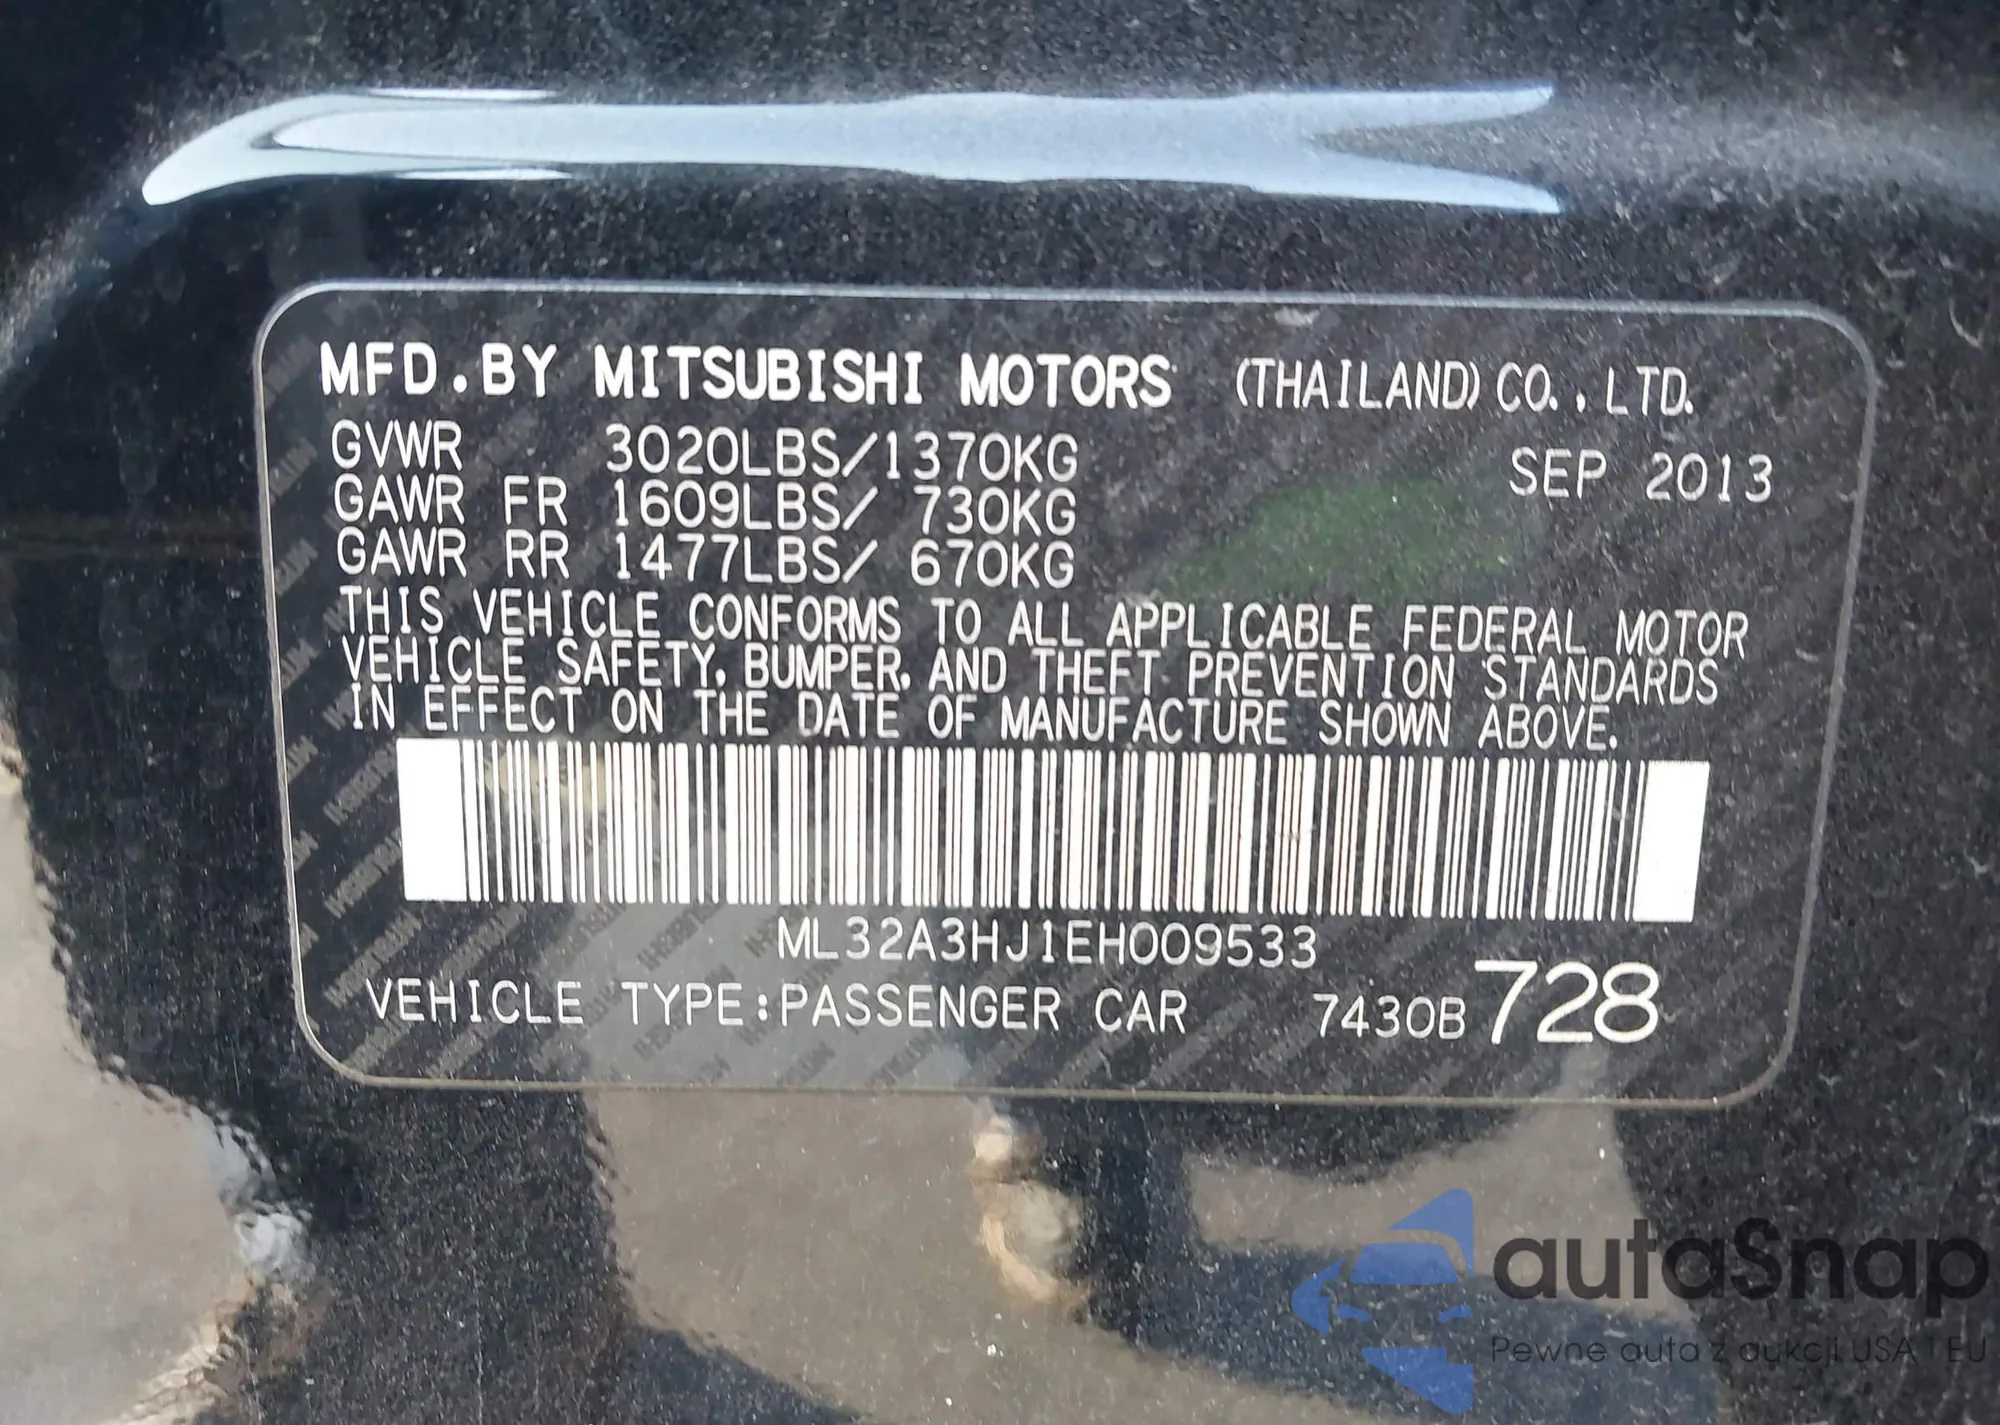 MFD.BY MITSUBISHI MOTORS (THAILAND) CO., LTD.
GVWR 3020LBS/1370KG SEP 2013
GAWR FR 1609LBS/ 730KG
GAWR RR 1477LBS/ 670KG
THIS VEHICLE CONFORMS TO ALL APPLICABLE FEDERAL MOTOR
VEHICLE SAFETY, BUMPER, AND THEFT PREVENTION STANDARDS
IN EFFECT ON THE DATE OF MANUFACTURE SHOWN ABOVE.
ML32A3HJ1EH009533
VEHICLE TYPE:PASSENGER CAR 7430B 728
autaSnap
Pewne auta z aukcji USA i EU